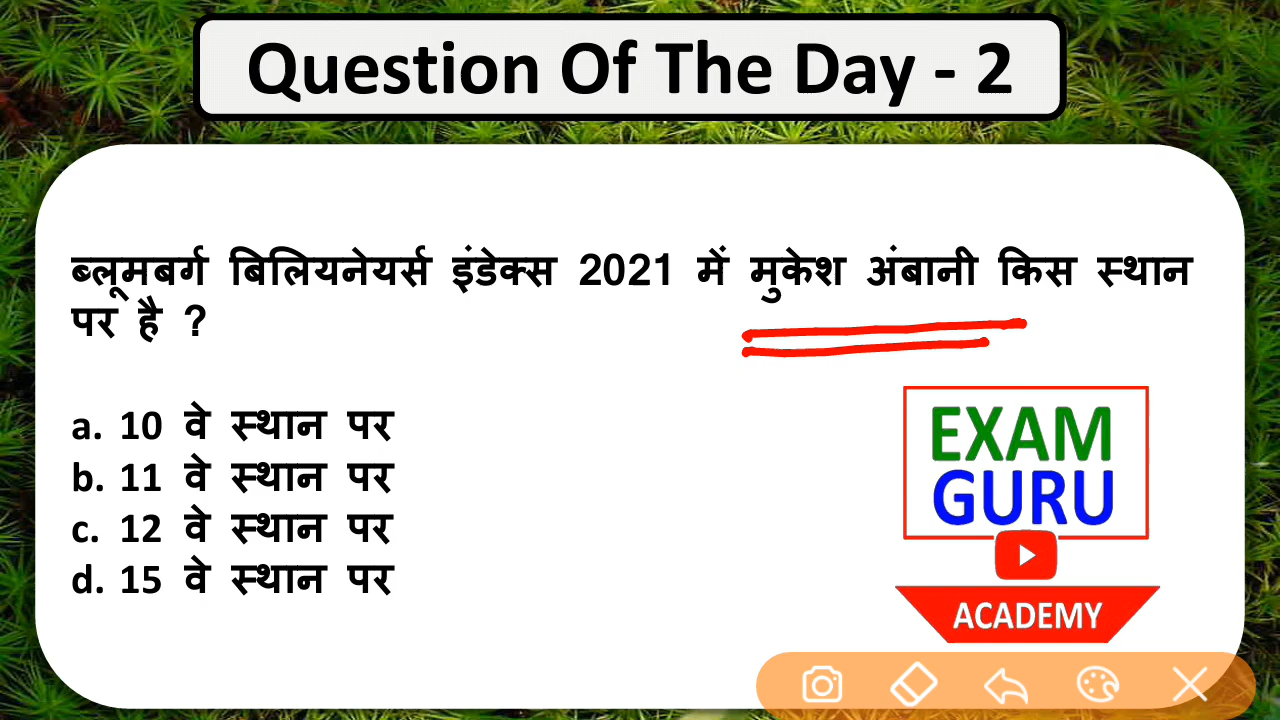 Question Of The Day - 2
ब्लूमबर्ग बिलियनेयर्स इंडेक्स 2021 में मुकेश अंबानी किस स्थान
पर है ?
a. 10 वे स्थान पर
b. 11 वे स्थान पर
c. 12 वे स्थान पर
d. 15 वे स्थान पर
EXAM
GURU
ACADEMY